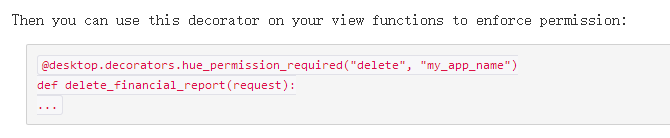 Then you can use this decorator on your view functions to enforce permission:
@desktop.decorators.hue_permission_required("delete", "my_app_name")
def delete_financial_report(request):
...